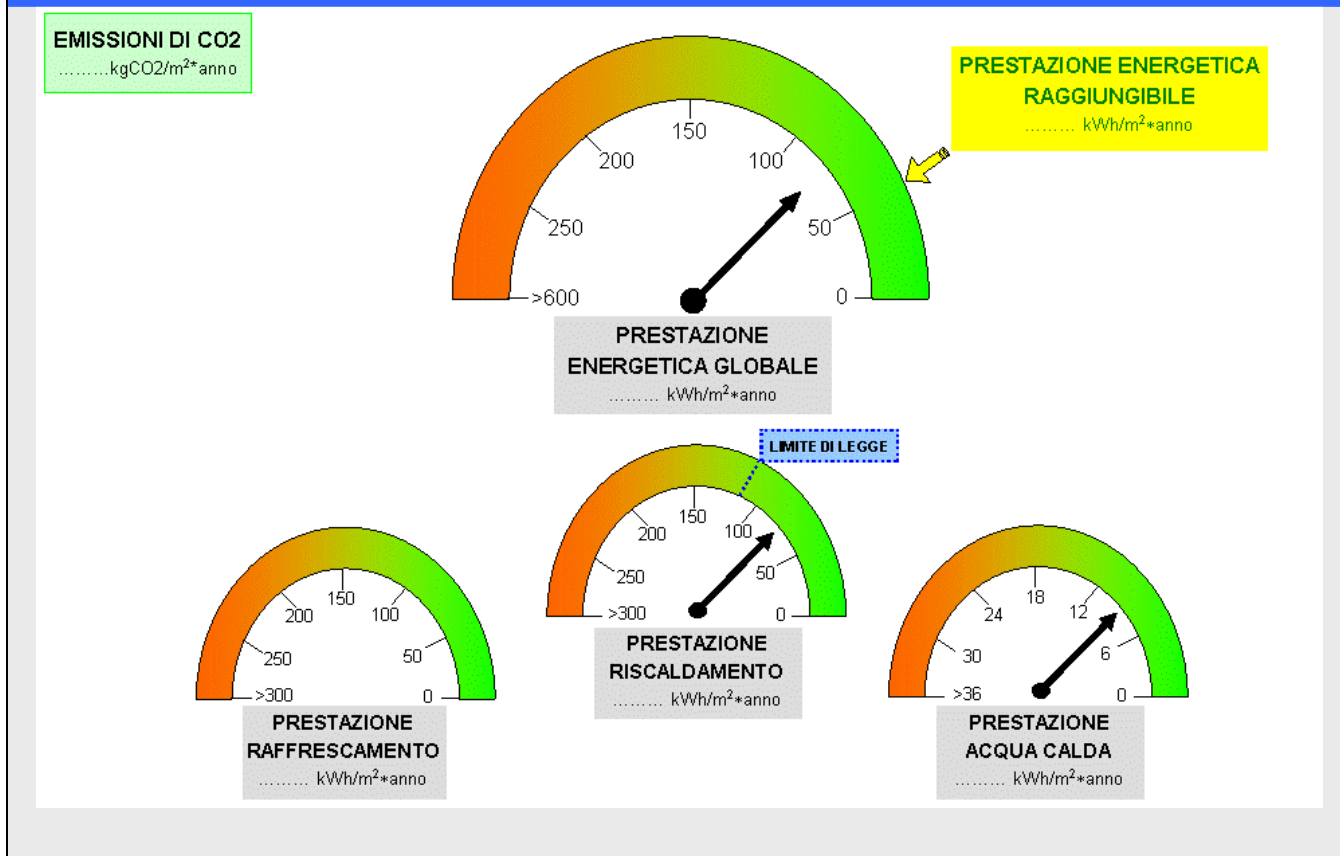 EMISSIONI DI CO2
.........kgCO2/m²*anno
PRESTAZIONE ENERGETICA
RAGGIUNGIBILE
......... kWh/m²*anno
150
200
100
250
50
>600
0
PRESTAZIONE
ENERGETICA GLOBALE
......... kWh/m²*anno
LIMITE DI LEGGE
150
200
100
250
50
>300
0
PRESTAZIONE
RISCALDAMENTO
......... kWh/m²*anno
150
200
100
250
50
>300
0
PRESTAZIONE
RAFFRESCAMENTO
......... kWh/m²*anno
18
24
12
30
6
>36
0
PRESTAZIONE
ACQUA CALDA
......... kWh/m²*anno